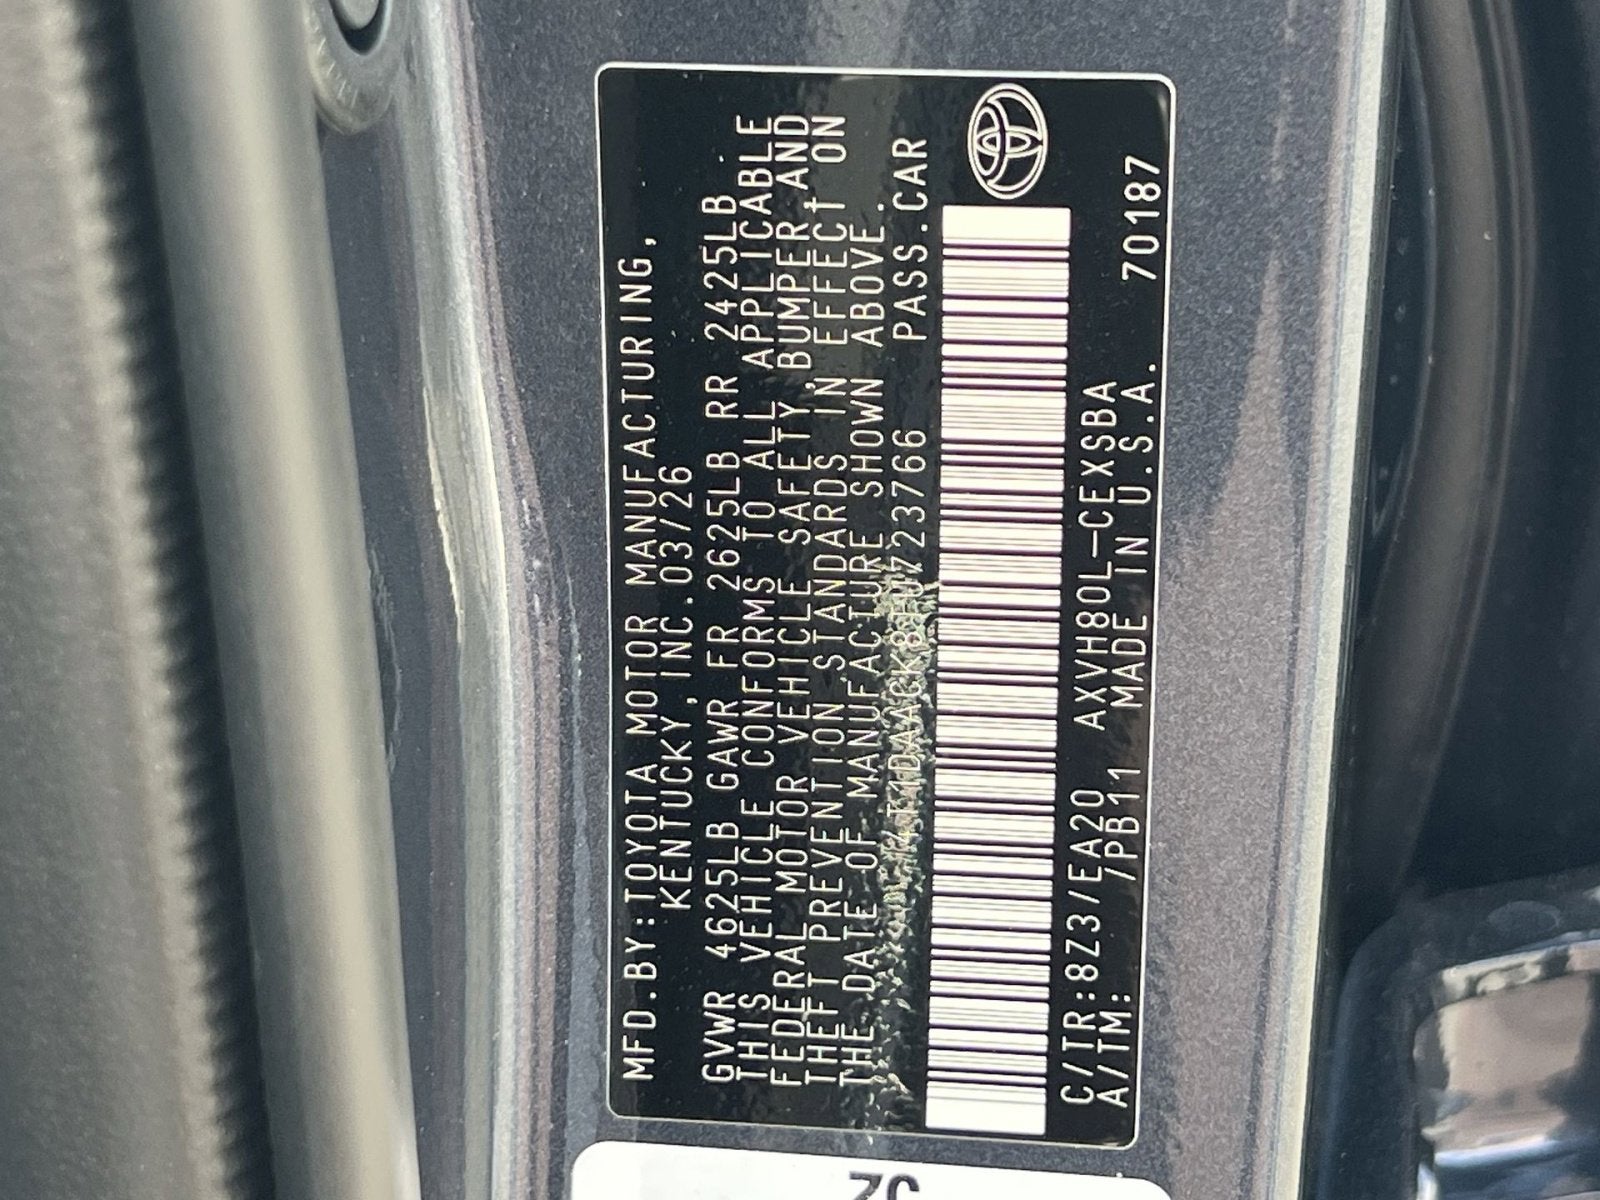 MFD.BY:TOYOTA MOTOR MANUFACTURING,
KENTUCKY, INC. 03/26
GVWR 4625LB GAWR FR 2625LB RR 2425LB
THIS VEHICLE CONFORMS TO ALL APPLICABLE
FEDERAL MOTOR VEHICLE SAFETY, BUMPER, AND
THEFT PREVENTION STANDARDS IN EFFECT ON
THE DATE OF MANUFACTURE SHOWN ABOVE.
PASS.CAR
C/TR:8Z3/EA20 AXVH80L-CEXSBA
A/TM: /PB11 MADE IN U.S.A. 70187